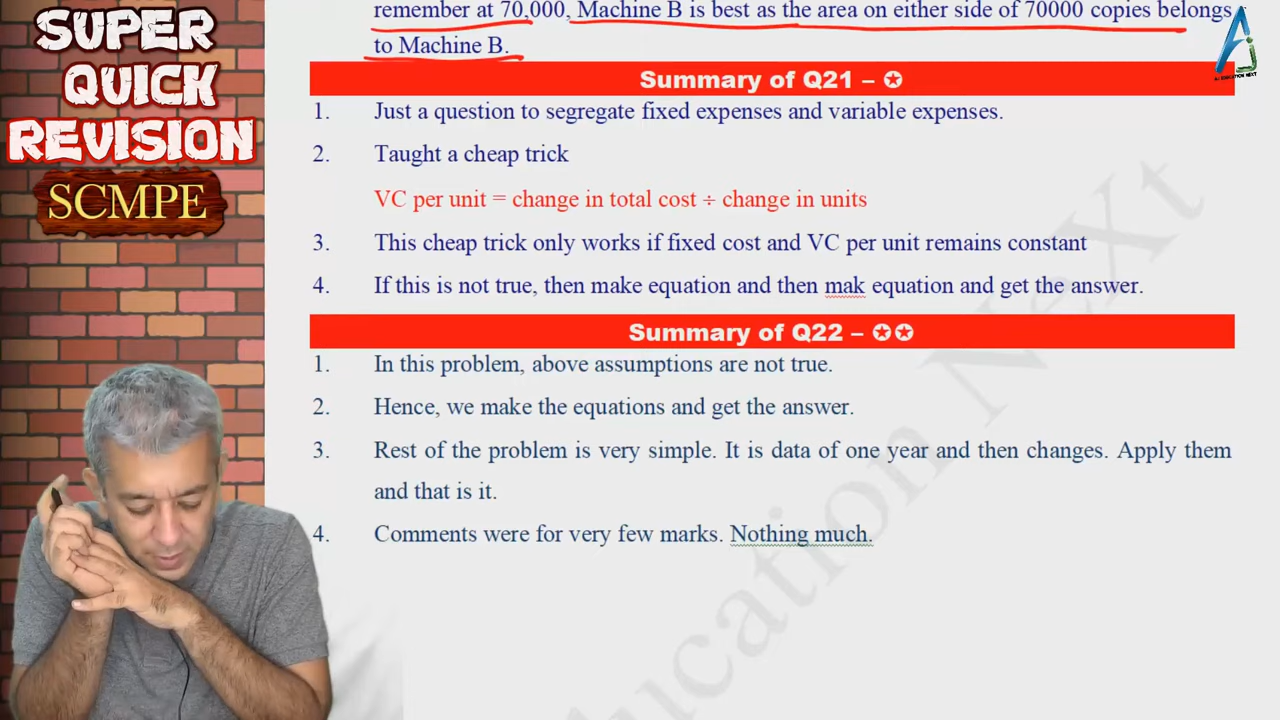 SUPER
QUICK
REVISION
SCMPE
remember at 70,000, Machine B is best as the area on either side of 70000 copies belongs
to Machine B.
Summary of Q21 – ✪
1. Just a question to segregate fixed expenses and variable expenses.
2. Taught a cheap trick
VC per unit = change in total cost ÷ change in units
3. This cheap trick only works if fixed cost and VC per unit remains constant
4. If this is not true, then make equation and then mak equation and get the answer.
Summary of Q22 – ✪✪
1. In this problem, above assumptions are not true.
2. Hence, we make the equations and get the answer.
3. Rest of the problem is very simple. It is data of one year and then changes. Apply them
and that is it.
4. Comments were for very few marks. Nothing much.
AJ EDUCATION NEXT
ucation NeXt